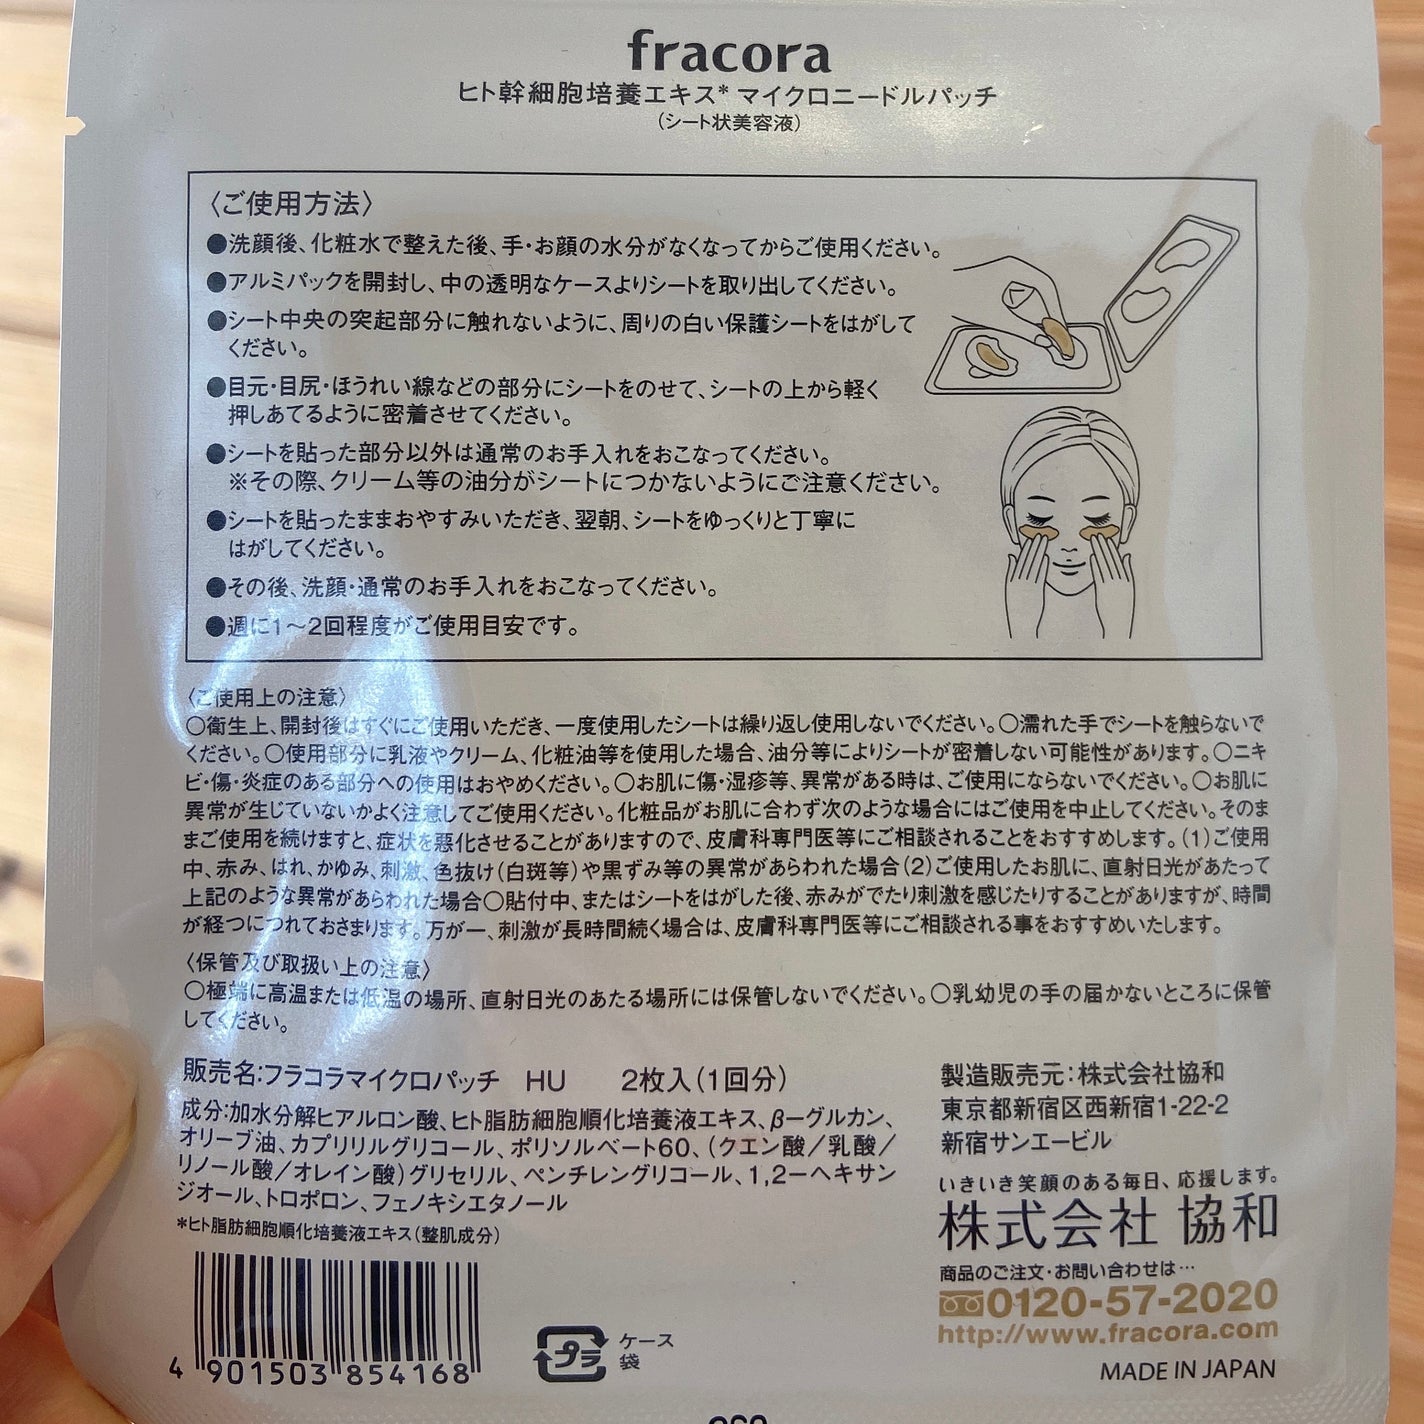 fracora
ヒト幹細胞培養エキス* マイクロニードルパッチ
(シート状美容液)
〈ご使用方法〉
●洗顔後、化粧水で整えた後、手・お顔の水分がなくなってからご使用ください。
●アルミパックを開封し、中の透明なケースよりシートを取り出してください。
●シート中央の突起部分に触れないように、周りの白い保護シートをはがして
ください。
●目元・目尻・ほうれい線などの部分にシートをのせて、シートの上から軽く
押しあてるように密着させてください。
●シートを貼った部分以外は通常のお手入れをおこなってください。
※その際、クリーム等の油分がシートにつかないようにご注意ください。
●シートを貼ったままおやすみいただき、翌朝、シートをゆっくりと丁寧に
はがしてください。
●その後、洗顔・通常のお手入れをおこなってください。
●週に1〜2回程度がご使用目安です。
〈ご使用上の注意〉
○衛生上、開封後はすぐにご使用いただき、一度使用したシートは繰り返し使用しないでください。○濡れた手でシートを触らないで
ください。○使用部分に乳液やクリーム、化粧油等を使用した場合、油分等によりシートが密着しない可能性があります。○ニキ
ビ・傷・炎症のある部分への使用はおやめください。○お肌に傷・湿疹等、異常がある時は、ご使用にならないでください。○お肌に
異常が生じていないかよく注意してご使用ください。化粧品がお肌に合わず次のような場合にはご使用を中止してください。そのま
まご使用を続けますと、症状を悪化させることがありますので、皮膚科専門医等にご相談されることをおすすめします。(1)ご使用
中、赤み、はれ、かゆみ、刺激、色抜け(白斑等)や黒ずみ等の異常があらわれた場合(2)ご使用したお肌に、直射日光があたって
上記のような異常があらわれた場合○貼付中、またはシートをはがした後、赤みがでたり刺激を感じたりすることがありますが、時間
が経つにつれておさまります。万が一、刺激が長時間続く場合は、皮膚科専門医等にご相談される事をおすすめいたします。
〈保管及び取扱い上の注意〉
○極端に高温または低温の場所、直射日光のあたる場所には保管しないでください。○乳幼児の手の届かないところに保管
してください。
販売名:フラコラマイクロパッチ HU 2枚入(1回分)
成分:加水分解ヒアルロン酸、ヒト脂肪細胞順化培養液エキス、βーグルカン、
オリーブ油、カプリリルグリコール、ポリソルベート60、(クエン酸/乳酸/
リノール酸/オレイン酸)グリセリル、ペンチレングリコール、1,2ーヘキサン
ジオール、トロポロン、フェノキシエタノール
*ヒト脂肪細胞順化培養液エキス(整肌成分)
製造販売元:株式会社協和
東京都新宿区西新宿1-22-2
新宿サンエービル
いきいき笑顔のある毎日、応援します。
株式会社 協和
商品のご注文・お問い合わせは…
0120-57-2020
http://www.fracora.com
MADE IN JAPAN
4 901503 854168
プラ
ケース
袋